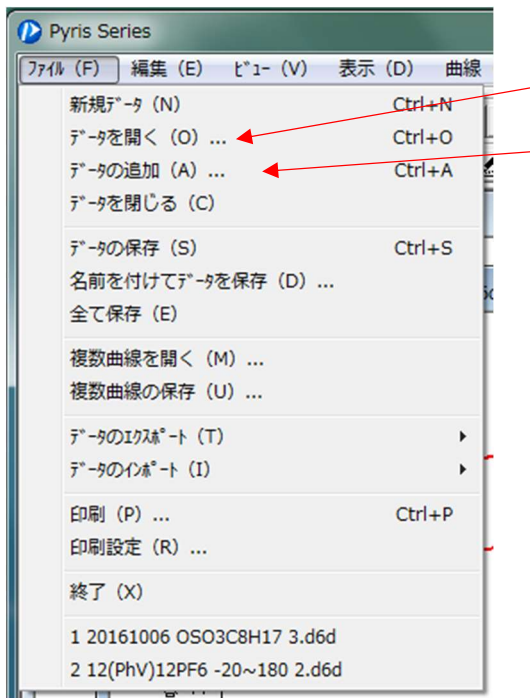 Pyris Series
ﾌｧｲﾙ (F) 編集 (E) ﾋﾞｭｰ (V) 表示 (D) 曲線
新規ﾃﾞｰﾀ (N) Ctrl+N
ﾃﾞｰﾀを開く (O) ... Ctrl+O
ﾃﾞｰﾀの追加 (A) ... Ctrl+A
ﾃﾞｰﾀを閉じる (C)
ﾃﾞｰﾀの保存 (S) Ctrl+S
名前を付けてﾃﾞｰﾀを保存 (D) ...
全て保存 (E)
複数曲線を開く (M) ...
複数曲線の保存 (U) ...
ﾃﾞｰﾀのｴｸｽﾎﾟｰﾄ (T)
ﾃﾞｰﾀのｲﾝﾎﾟｰﾄ (I)
印刷 (P) ... Ctrl+P
印刷設定 (R) ...
終了 (X)
1 20161006 OSO3C8H17 3.d6d
2 12(PhV)12PF6 -20~180 2.d6d